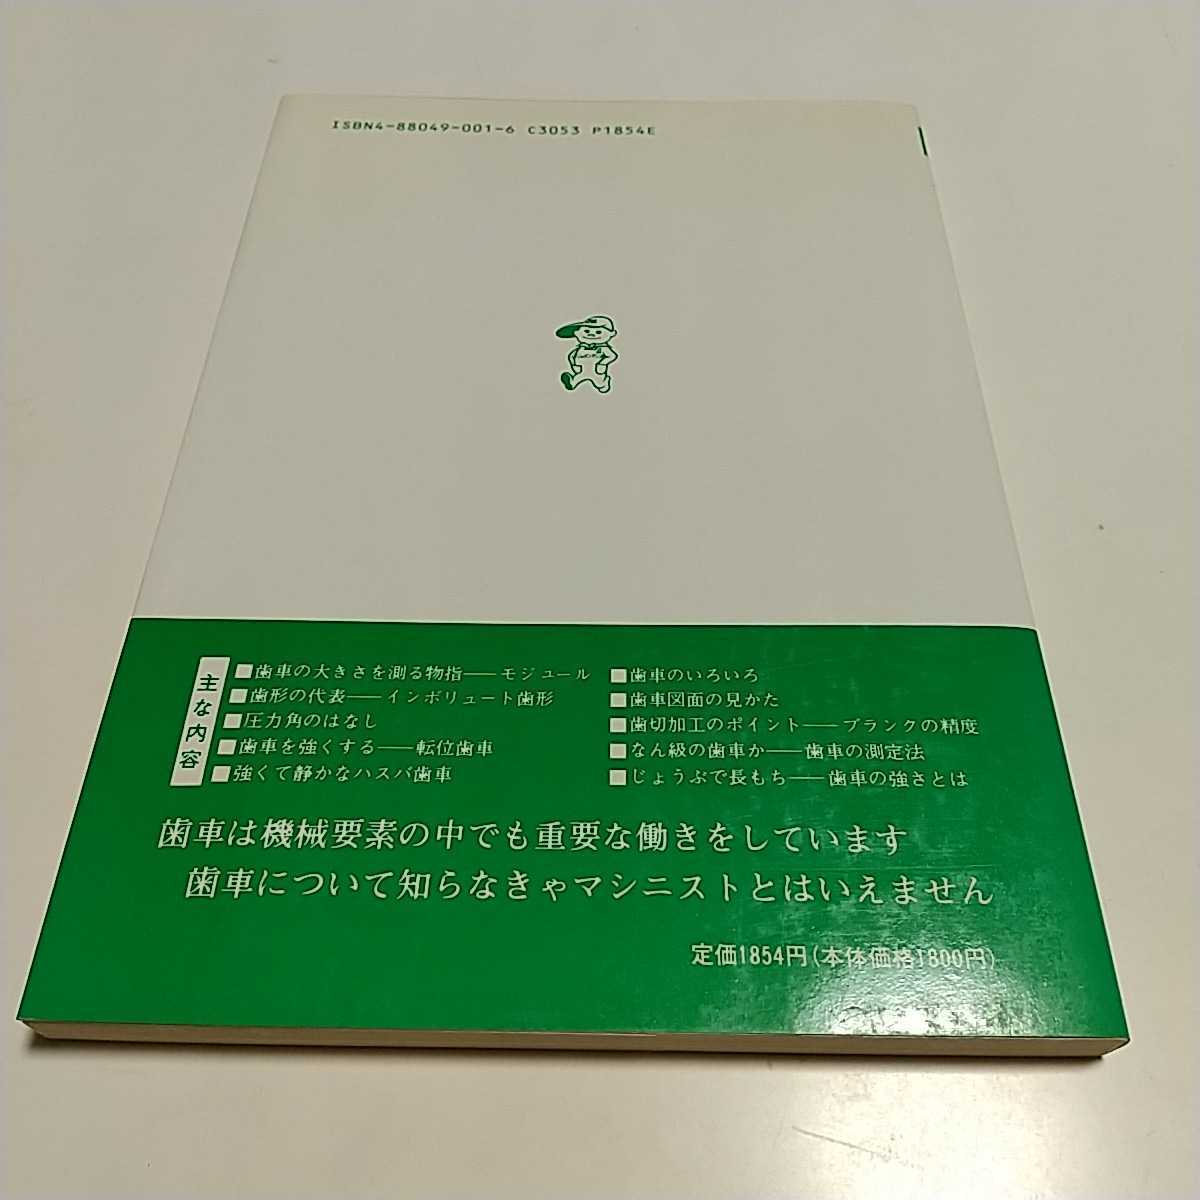 ISBN4-88049-001-6 C3053 P1854E
主な内容
■歯車の大きさを測る物指――モジュール
■歯形の代表――インボリュート歯形
■圧力角のはなし
■歯車を強くする――転位歯車
■強くて静かなハスバ歯車
■歯車のいろいろ
■歯車図面の見かた
■歯切加工のポイント――ブランクの精度
■なん級の歯車か――歯車の測定法
■じょうぶで長もち――歯車の強さとは
歯車は機械要素の中でも重要な働きをしています
歯車について知らなきゃマシニストとはいえません
定価1854円(本体価格1800円)